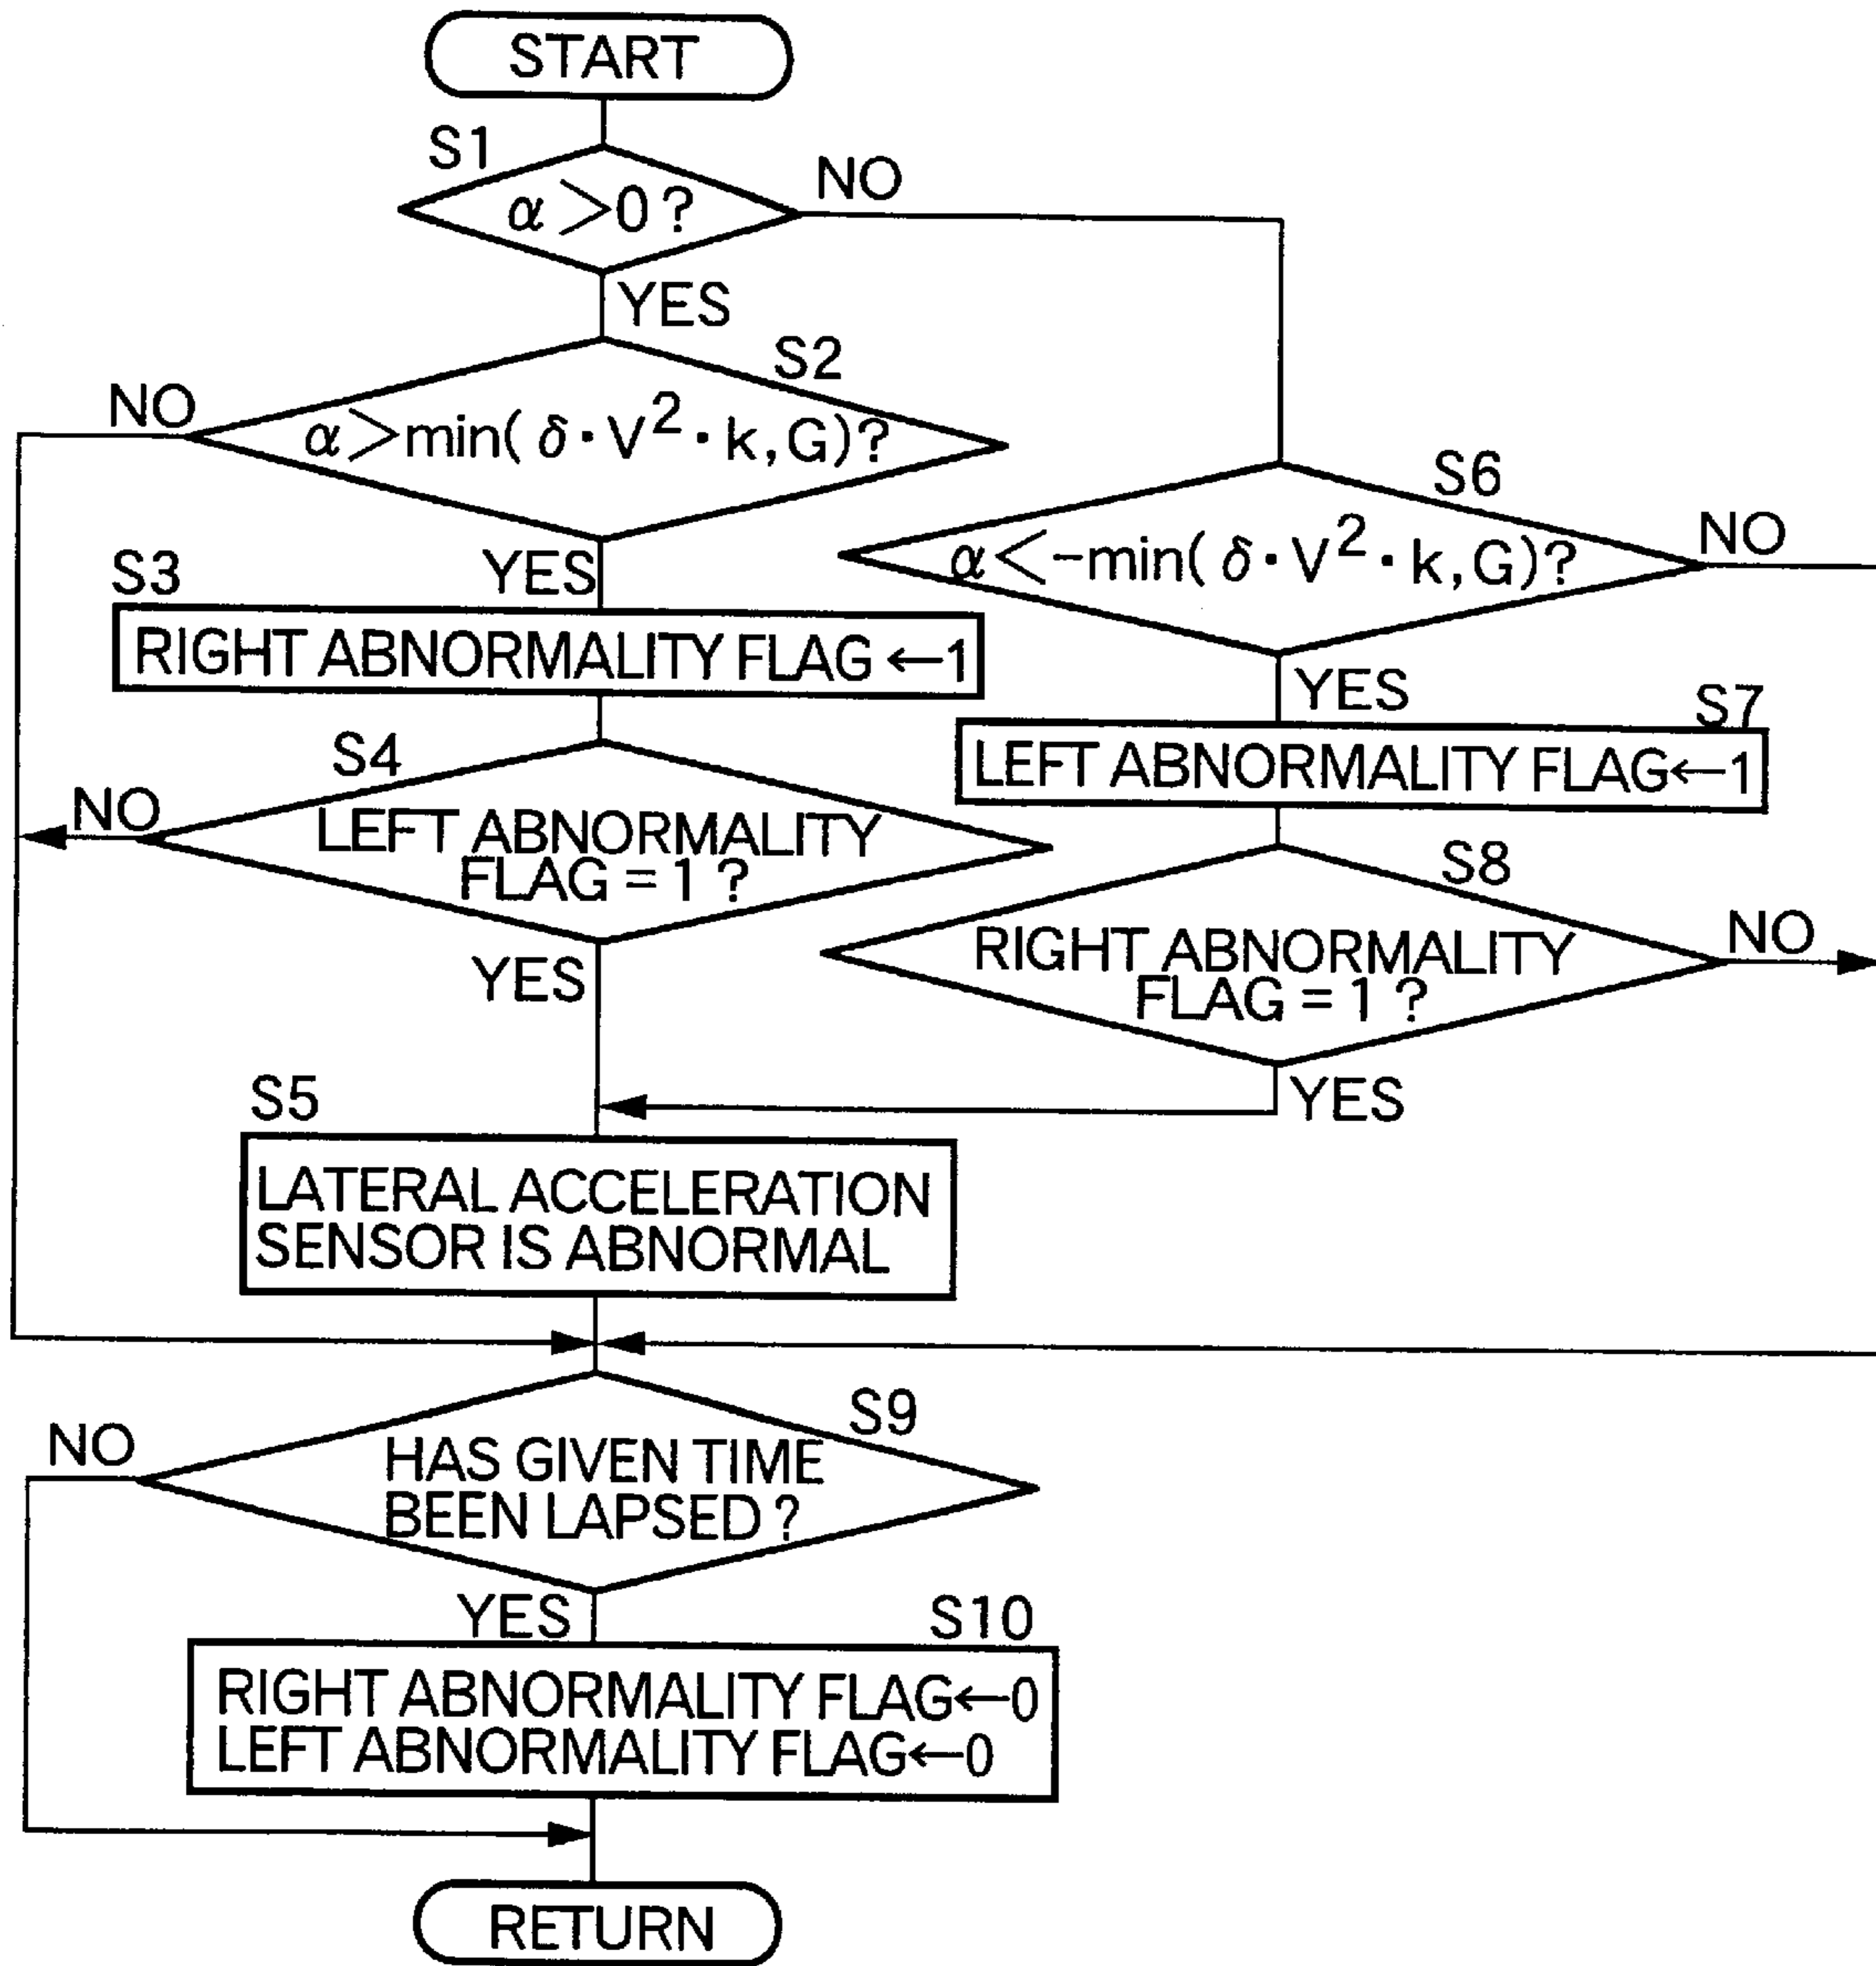 START
S1
α>0?
NO
YES
S2
NO
α>min(δ·V²·k,G)?
S6
NO
α<-min(δ·V²·k,G)?
S3
YES
RIGHT ABNORMALITY FLAG←1
YES
S7
LEFT ABNORMALITY FLAG←1
S4
NO
LEFT ABNORMALITY
FLAG=1?
S8
NO
RIGHT ABNORMALITY
FLAG=1?
YES
YES
S5
LATERAL ACCELERATION
SENSOR IS ABNORMAL
S9
NO
HAS GIVEN TIME
BEEN LAPSED?
YES
S10
RIGHT ABNORMALITY FLAG←0
LEFT ABNORMALITY FLAG←0
RETURN